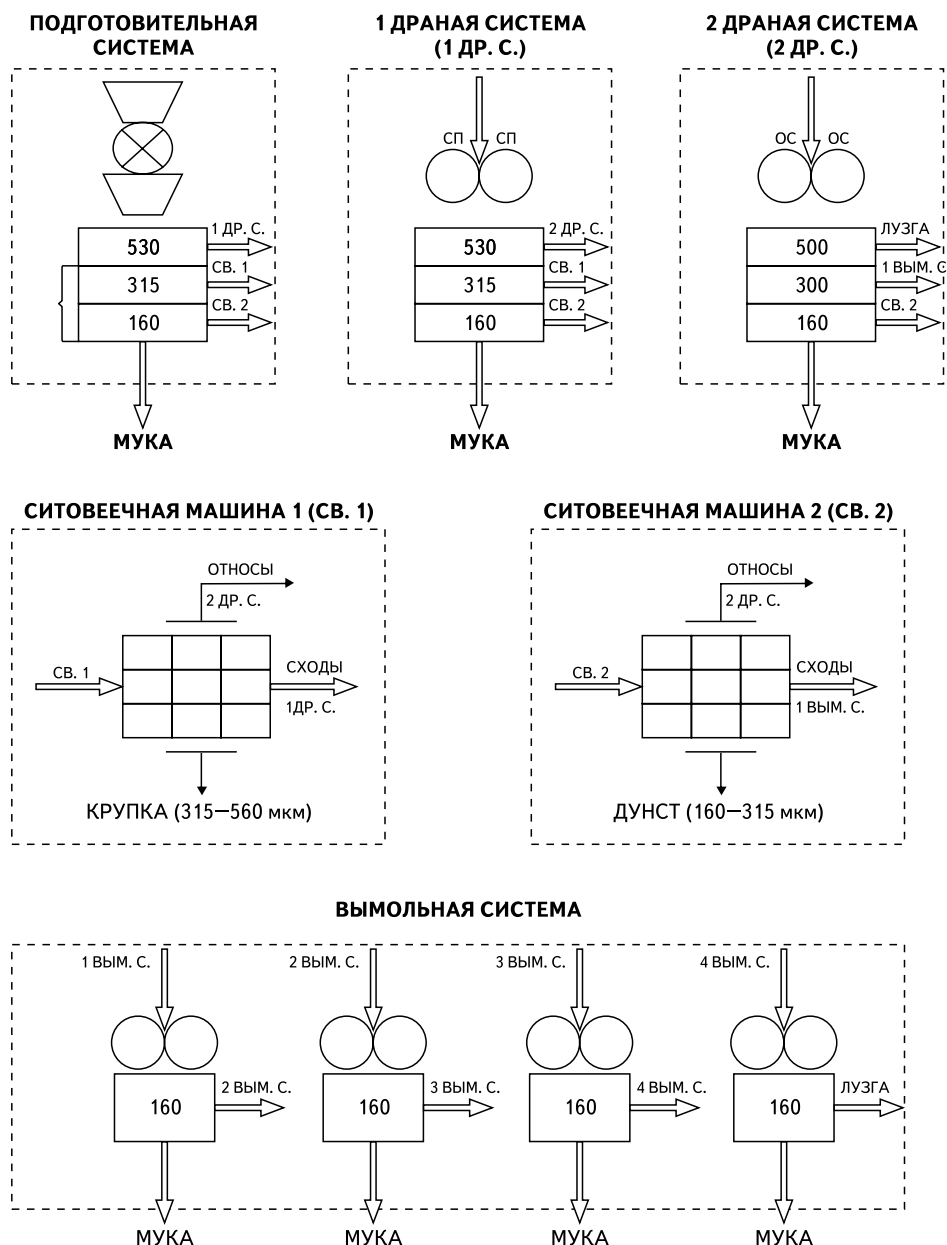 ПОДГОТОВИТЕЛЬНАЯ
СИСТЕМА
1 ДР. С.
530
СВ. 1
315
СВ. 2
160
МУКА
1 ДРАНАЯ СИСТЕМА
(1 ДР. С.)
СП СП
2 ДР. С.
530
СВ. 1
315
СВ. 2
160
МУКА
2 ДРАНАЯ СИСТЕМА
(2 ДР. С.)
ОС ОС
ЛУЗГА
500
1 ВЫМ. С
300
СВ. 2
160
МУКА
СИТОВЕЕЧНАЯ МАШИНА 1 (СВ. 1)
ОТНОСЫ
2 ДР. С.
СВ. 1
СХОДЫ
1ДР. С.
КРУПКА (315—560 мкм)
СИТОВЕЕЧНАЯ МАШИНА 2 (СВ. 2)
ОТНОСЫ
2 ДР. С.
СВ. 2
СХОДЫ
1 ВЫМ. С.
ДУНСТ (160—315 мкм)
ВЫМОЛЬНАЯ СИСТЕМА
1 ВЫМ. С.
160
2 ВЫМ. С.
МУКА
2 ВЫМ. С.
160
3 ВЫМ. С.
МУКА
3 ВЫМ. С.
160
4 ВЫМ. С.
МУКА
4 ВЫМ. С.
160
ЛУЗГА
МУКА